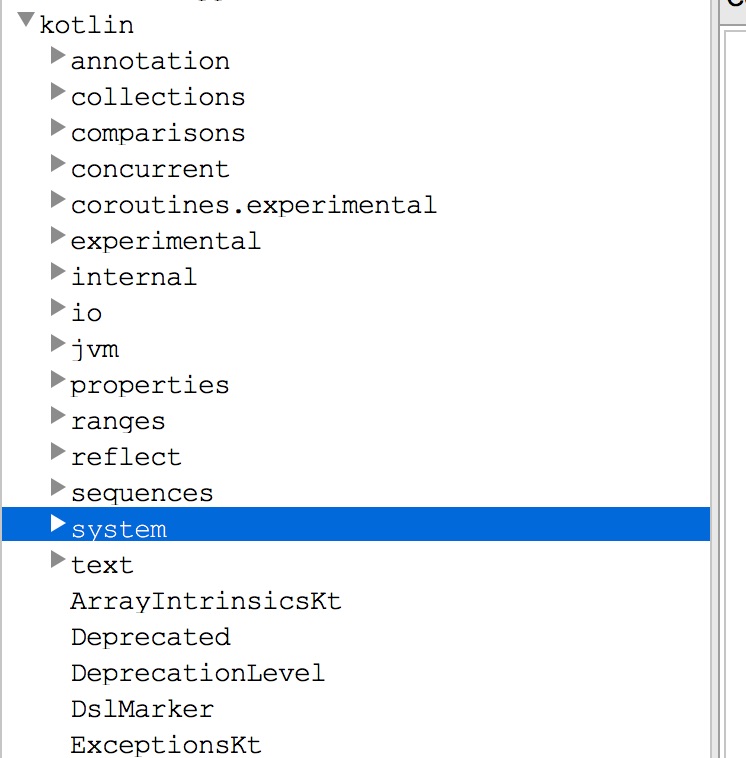 kotlin
annotation
collections
comparisons
concurrent
coroutines.experimental
experimental
internal
io
jvm
properties
ranges
reflect
sequences
system
text
ArrayIntrinsicsKt
Deprecated
DeprecationLevel
DslMarker
ExceptionsKt